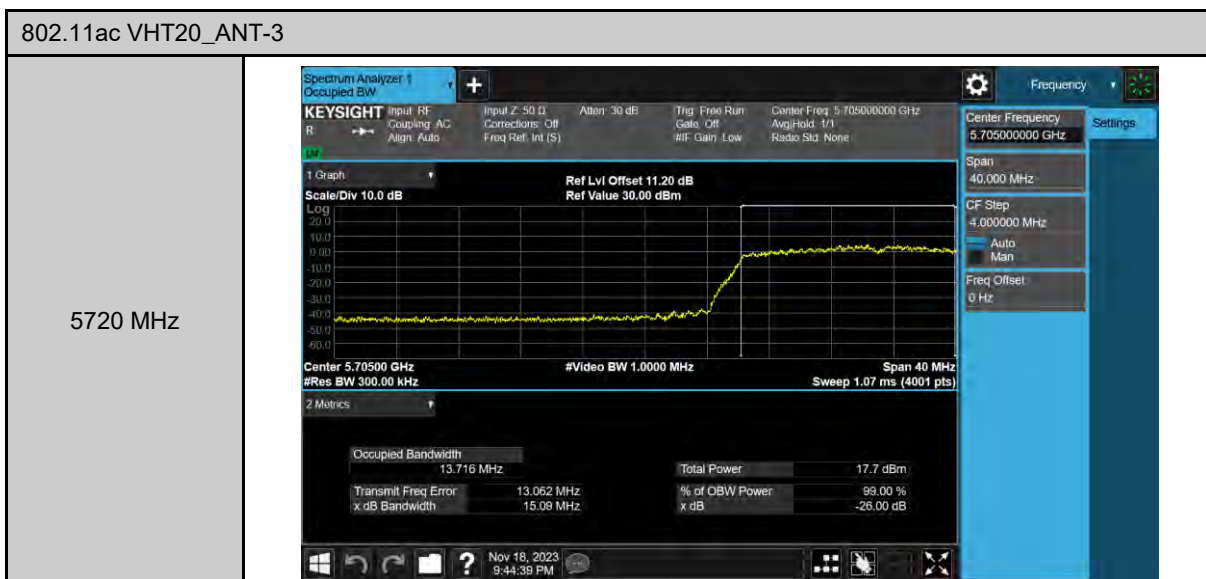 802.11ac VHT20_ANT-3
5720 MHz
Spectrum Analyzer 1
Occupied BW
Frequency
KEYSIGHT Input: RF
R
Coupling: AC
Align: Auto
Input Z: 50 Ω
Corrections: Off
Freq Ref: Int (S)
Atten: 30 dB
Trig: Free Run
Gate: Off
#IF Gain: Low
Center Freq: 5.705000000 GHz
Avg|Hold: 1/1
Radio Std: None
Center Frequency
5.705000000 GHz
Settings
Span
40.000 MHz
CF Step
4.000000 MHz
Auto
Man
Freq Offset
0 Hz
1 Graph
Scale/Div 10.0 dB
Ref Lvl Offset 11.20 dB
Ref Value 30.00 dBm
Log
20.0
10.0
0.00
-10.0
-20.0
-30.0
-40.0
-50.0
-60.0
Center 5.70500 GHz
#Video BW 1.0000 MHz
Span 40 MHz
#Res BW 300.00 kHz
Sweep 1.07 ms (4001 pts)
2 Metrics
Occupied Bandwidth
13.716 MHz
Total Power 17.7 dBm
Transmit Freq Error 13.062 MHz
% of OBW Power 99.00 %
x dB Bandwidth 15.09 MHz
x dB -26.00 dB
Nov 18, 2023
9:44:39 PM